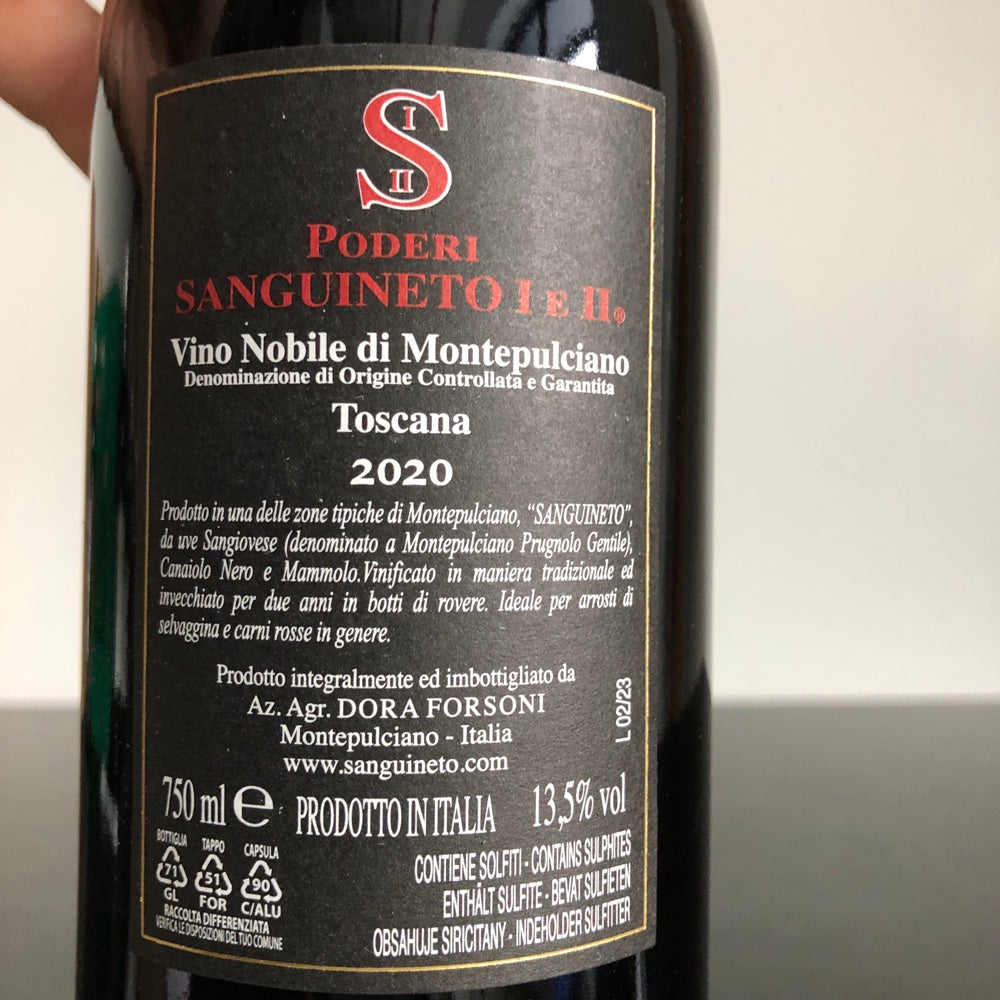 S
I
II
PODERI
SANGUINETO I E II®
Vino Nobile di Montepulciano
Denominazione di Origine Controllata e Garantita
Toscana
2020
Prodotto in una delle zone tipiche di Montepulciano, “SANGUINETO”,
da uve Sangiovese (denominato a Montepulciano Prugnolo Gentile),
Canaiolo Nero e Mammolo.Vinificato in maniera tradizionale ed
invecchiato per due anni in botti di rovere. Ideale per arrosti di
selvaggina e carni rosse in genere.
Prodotto integralmente ed imbottigliato da
Az. Agr. DORA FORSONI
Montepulciano - Italia
www.sanguineto.com
L 02/23
750 ml e PRODOTTO IN ITALIA 13,5% vol
BOTTIGLIA TAPPO CAPSULA
71 51 90
GL FOR C/ALU
RACCOLTA DIFFERENZIATA
VERIFICA LE DISPOSIZIONI DEL TUO COMUNE
CONTIENE SOLFITI - CONTAINS SULPHITES
ENTHÄLT SULFITE - BEVAT SULFIETEN
OBSAHUJE SIRICITANY - INDEHOLDER SULFITTER